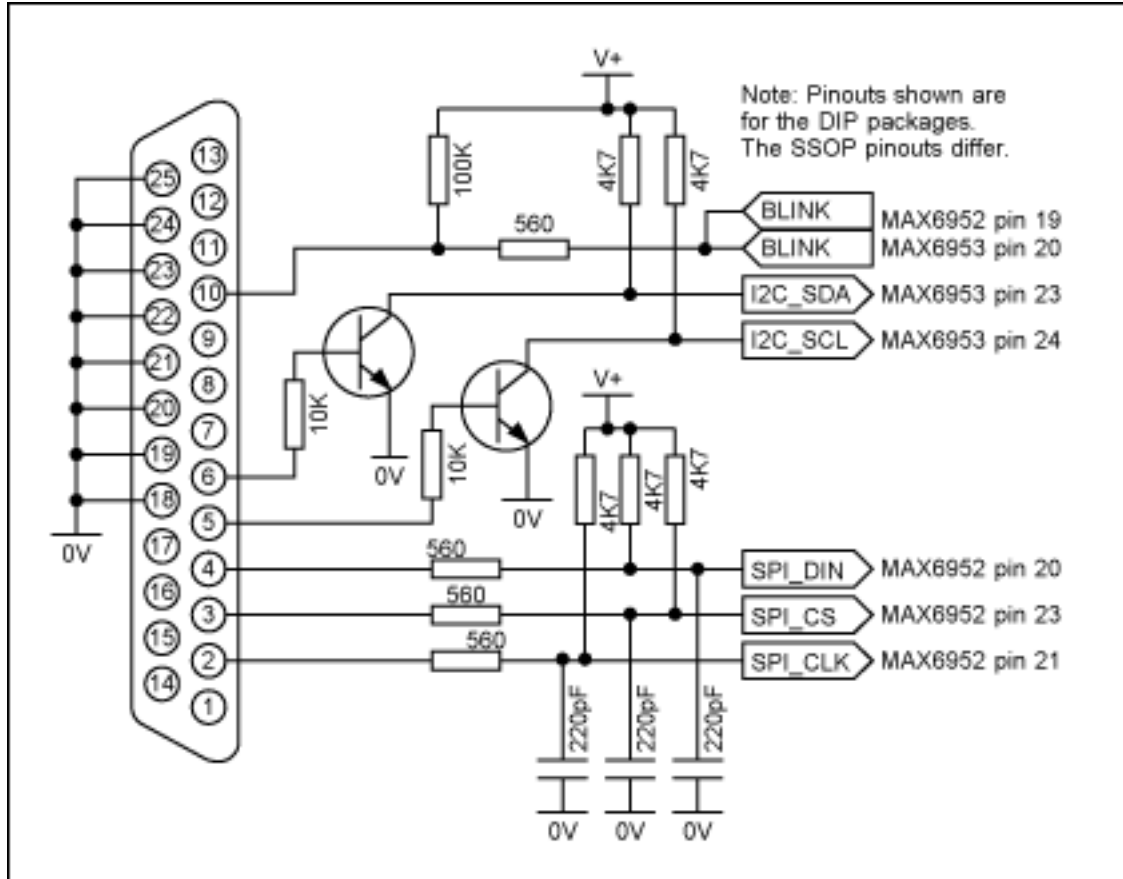 V+
Note: Pinouts shown are
for the DIP packages.
The SSOP pinouts differ.
13
25
12
24
11
23
10
22
9
21
8
20
7
19
6
18
5
17
4
16
3
15
2
14
1
0V
100K
4K7
4K7
560
BLINK
MAX6952 pin 19
BLINK
MAX6953 pin 20
I2C_SDA
MAX6953 pin 23
I2C_SCL
MAX6953 pin 24
10K
0V
10K
0V
V+
4K7
4K7
4K7
560
SPI_DIN
MAX6952 pin 20
560
SPI_CS
MAX6952 pin 23
560
SPI_CLK
MAX6952 pin 21
220pF
220pF
220pF
0V
0V
0V